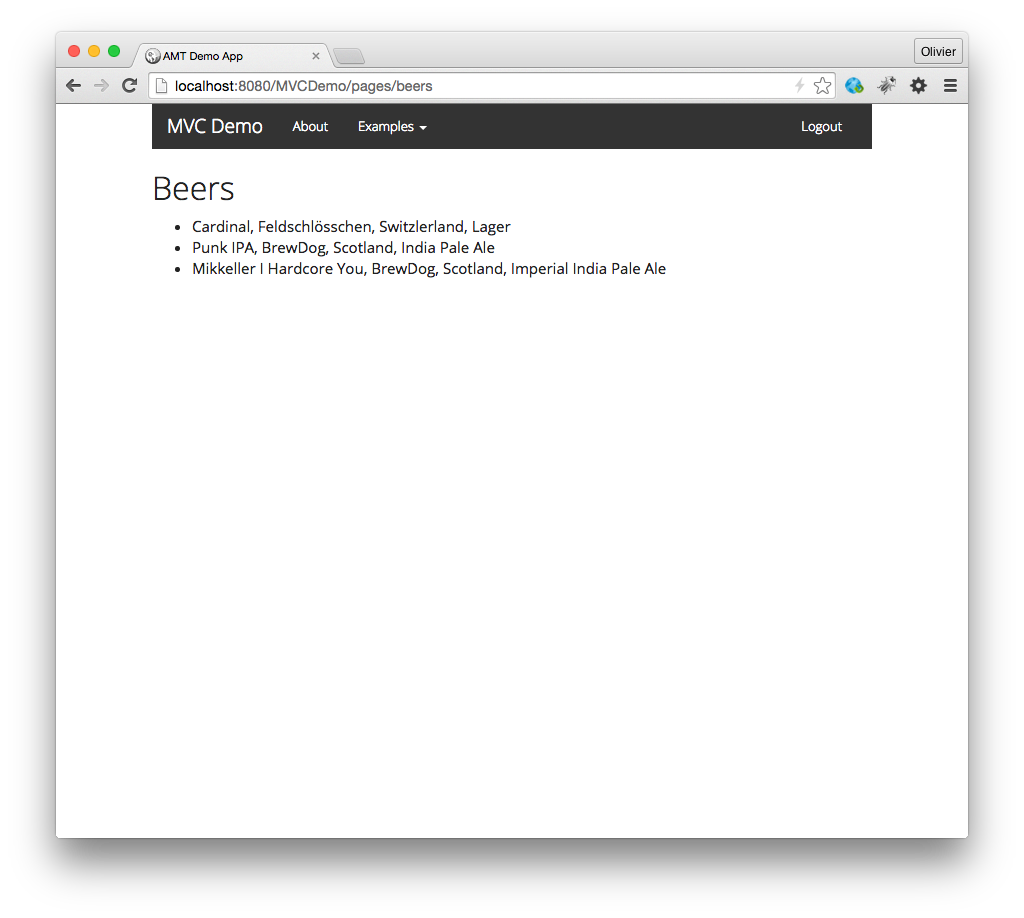 AMT Demo App
Olivier
localhost:8080/MVCDemo/pages/beers
MVC Demo About Examples Logout
Beers
Cardinal, Feldschlösschen, Switzlerland, Lager
Punk IPA, BrewDog, Scotland, India Pale Ale
Mikkeller I Hardcore You, BrewDog, Scotland, Imperial India Pale Ale